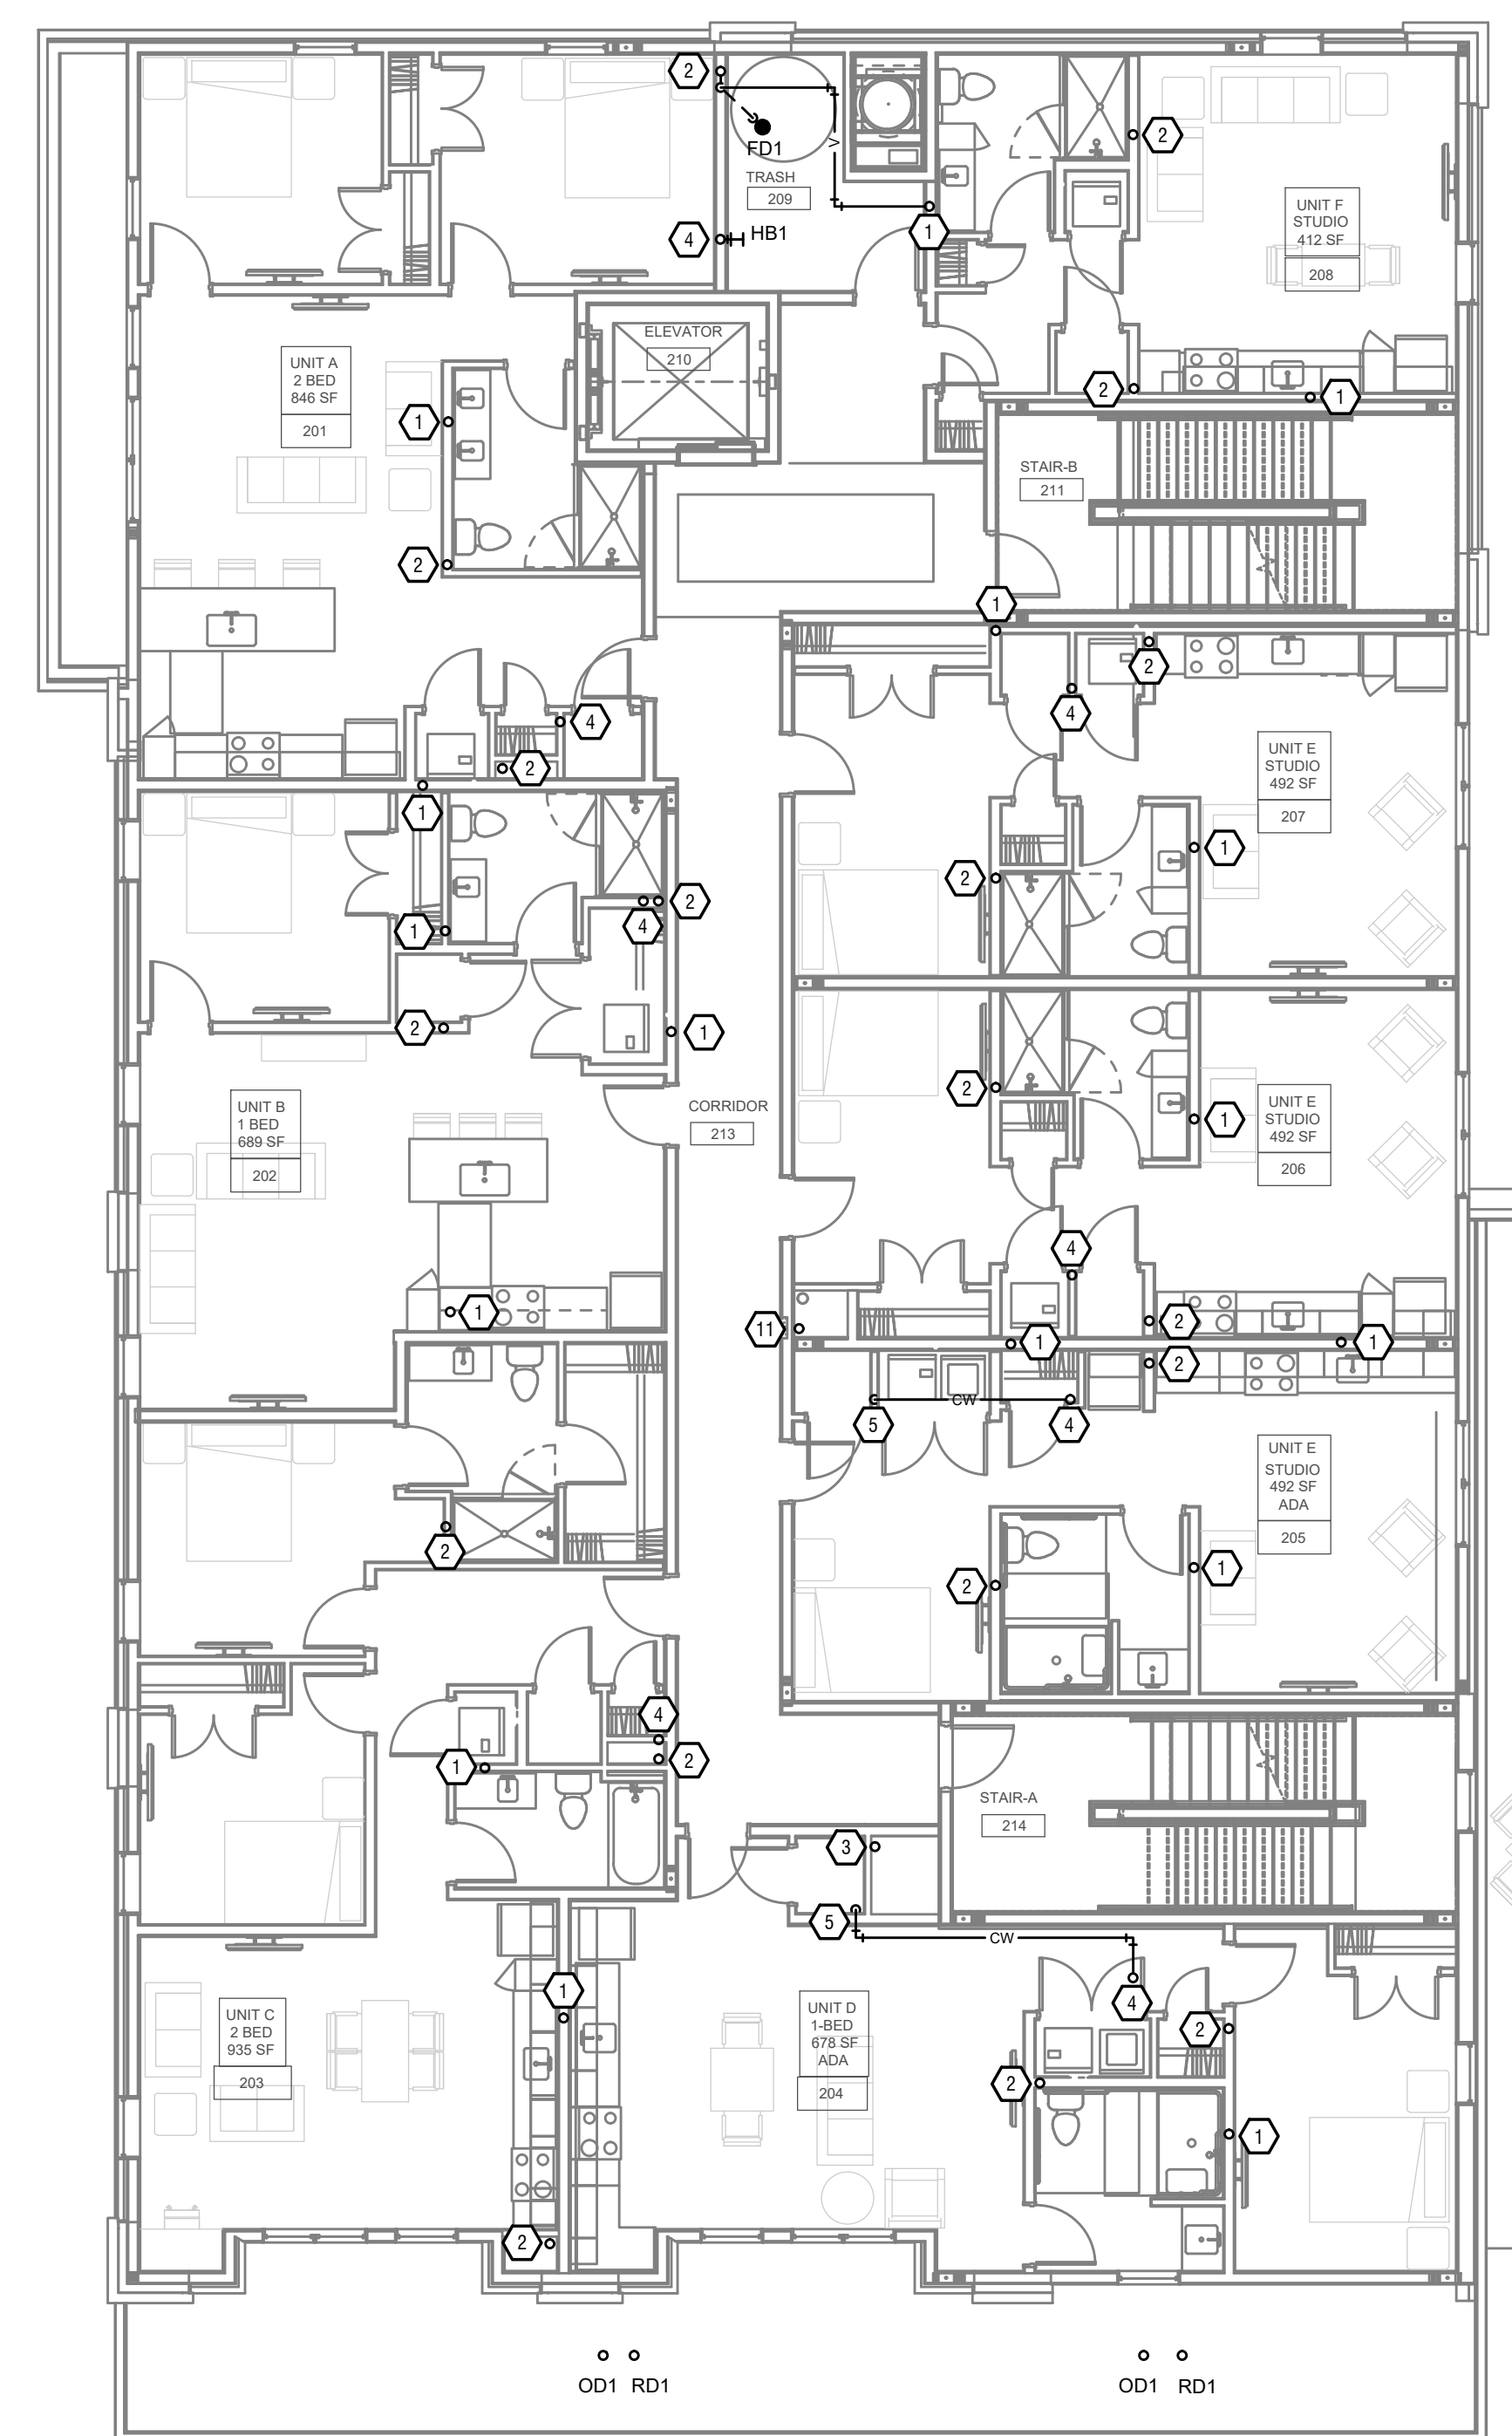 2
FD1
V
TRASH
209
2
UNIT F
STUDIO
412 SF
208
4
HB1
1
ELEVATOR
210
UNIT A
2 BED
846 SF
201
1
2
1
STAIR-B
211
2
1
2
4
4
2
1
UNIT E
STUDIO
492 SF
207
1
2
1
2
4
2
1
1
UNIT B
1 BED
689 SF
202
CORRIDOR
213
2
1
UNIT E
STUDIO
492 SF
206
4
1
11
1
2
1
2
CW
5
4
UNIT E
STUDIO
492 SF
ADA
205
2
2
1
4
2
1
STAIR-A
214
3
5
CW
1
4
UNIT C
2 BED
935 SF
203
UNIT D
1-BED
678 SF
ADA
204
2
2
1
2
OD1 RD1
OD1 RD1